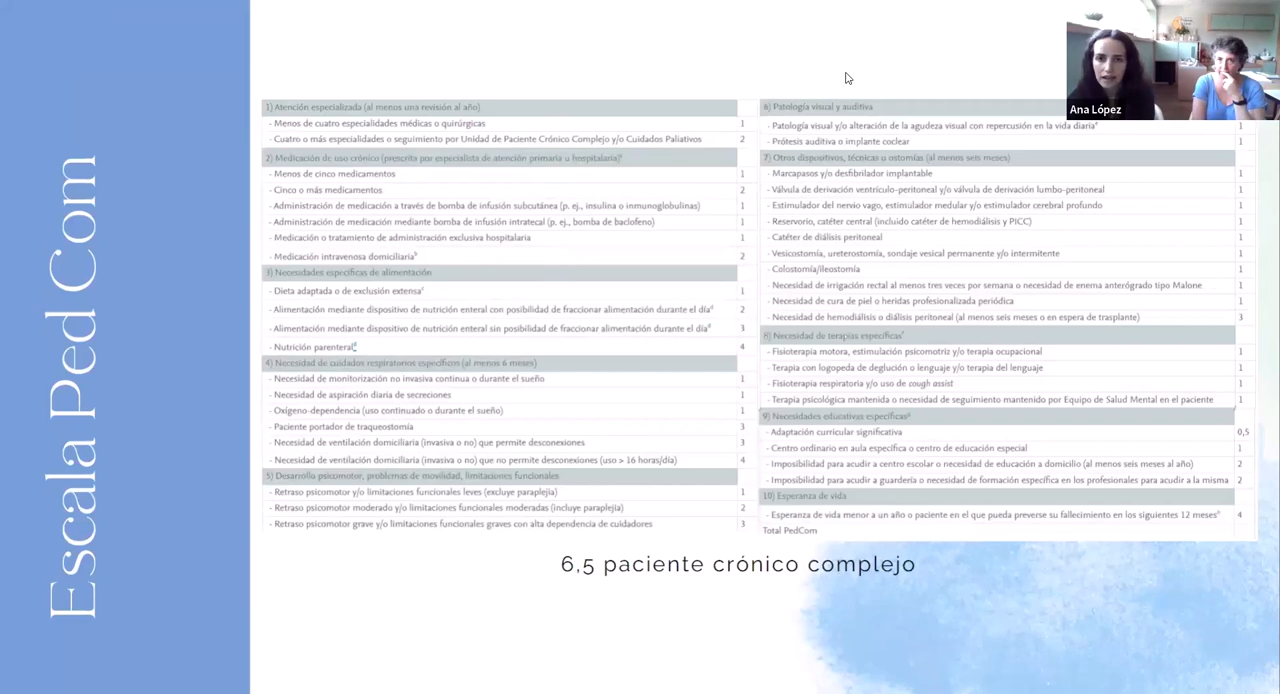 Escala Ped Com
1) Atención especializada (al menos una revisión al año)
- Menos de cuatro especialidades médicas o quirúrgicas 1
- Cuatro o más especialidades o seguimiento por Unidad de Paciente Crónico Complejo y/o Cuidados Paliativos 2
2) Medicación de uso crónico (prescrita por especialista de atención primaria u hospitalaria)ª
- Menos de cinco medicamentos 1
- Cinco o más medicamentos 2
- Administración de medicación a través de bomba de infusión subcutánea (p. ej., insulina o inmunoglobulinas) 1
- Administración de medicación mediante bomba de infusión intratecal (p. ej., bomba de baclofeno) 1
- Medicación o tratamiento de administración exclusiva hospitalaria 1
- Medicación intravenosa domiciliaria b 2
3) Necesidades específicas de alimentación
- Dieta adaptada o de exclusión extensa c 1
- Alimentación mediante dispositivo de nutrición enteral con posibilidad de fraccionar alimentación durante el día d 2
- Alimentación mediante dispositivo de nutrición enteral sin posibilidad de fraccionar alimentación durante el día d 3
- Nutrición parenteral d 4
4) Necesidad de cuidados respiratorios específicos (al menos 6 meses)
- Necesidad de monitorización no invasiva continua o durante el sueño 1
- Necesidad de aspiración diaria de secreciones 1
- Oxígeno-dependencia (uso continuado o durante el sueño) 1
- Paciente portador de traqueostomía 3
- Necesidad de ventilación domiciliaria (invasiva o no) que permite desconexiones 3
- Necesidad de ventilación domiciliaria (invasiva o no) que no permite desconexiones (uso > 16 horas/día) 4
5) Desarrollo psicomotor, problemas de movilidad, limitaciones funcionales
- Retraso psicomotor y/o limitaciones funcionales leves (excluye paraplejia) 1
- Retraso psicomotor moderado y/o limitaciones funcionales moderadas (incluye paraplejia) 2
- Retraso psicomotor grave y/o limitaciones funcionales graves con alta dependencia de cuidadores 3
6) Patología visual y auditiva
- Patología visual y/o alteración de la agudeza visual con repercusión en la vida diaria e 1
- Prótesis auditiva o implante coclear 1
7) Otros dispositivos, técnicas u ostomías (al menos seis meses)
- Marcapasos y/o desfibrilador implantable 1
- Válvula de derivación ventrículo-peritoneal y/o válvula de derivación lumbo-peritoneal 1
- Estimulador del nervio vago, estimulador medular y/o estimulador cerebral profundo 1
- Reservorio, catéter central (incluido catéter de hemodiálisis y PICC) 1
- Catéter de diálisis peritoneal 1
- Vesicostomía, ureterostomía, sondaje vesical permanente y/o intermitente 1
- Colostomía/ileostomía 1
- Necesidad de irrigación rectal al menos tres veces por semana o necesidad de enema anterógrado tipo Malone 1
- Necesidad de cura de piel o heridas profesionalizada periódica 1
- Necesidad de hemodiálisis o diálisis peritoneal (al menos seis meses o en espera de trasplante) 3
8) Necesidad de terapias específicas f
- Fisioterapia motora, estimulación psicomotriz y/o terapia ocupacional 1
- Terapia con logopeda de deglución o lenguaje y/o terapia del lenguaje 1
- Fisioterapia respiratoria y/o uso de cough assist 1
- Terapia psicológica mantenida o necesidad de seguimiento mantenido por Equipo de Salud Mental en el paciente 1
9) Necesidades educativas específicas g
- Adaptación curricular significativa 0,5
- Centro ordinario en aula específica o centro de educación especial 1
- Imposibilidad para acudir a centro escolar o necesidad de educación a domicilio (al menos seis meses al año) 2
- Imposibilidad para acudir a guardería o necesidad de formación específica en los profesionales para acudir a la misma 2
10) Esperanza de vida
- Esperanza de vida menor a un año o paciente en el que pueda preverse su fallecimiento en los siguientes 12 meses h 4
Total PedCom
6,5 paciente crónico complejo
Ana López